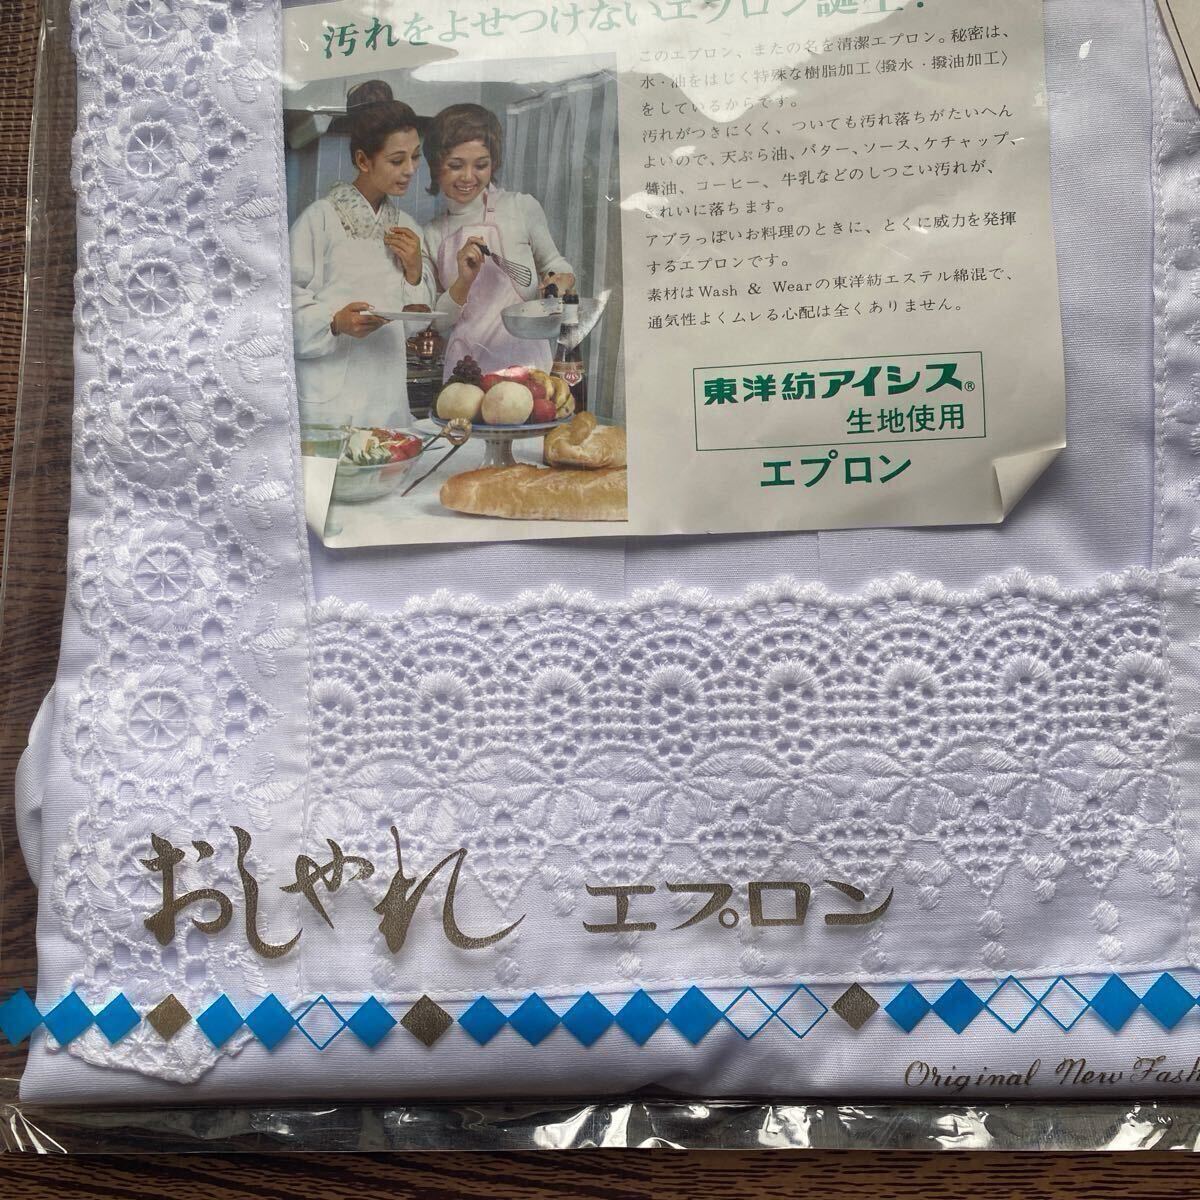 汚れをよせつけないエプロン誕生!
このエプロン、またの名を清潔エプロン。秘密は、
水・油をはじく特殊な樹脂加工〈撥水・撥油加工〉
をしているからです。
汚れがつきにくく、ついても汚れ落ちがたいへん
よいので、天ぷら油、バター、ソース、ケチャップ、
醬油、コーヒー、牛乳などのしつこい汚れが、
きれいに落ちます。
アブラっぽいお料理のときに、とくに威力を発揮
するエプロンです。
素材はWash & Wearの東洋紡エステル綿混で、
通気性よくムレる心配は全くありません。
東洋紡アイシス®
生地使用
エプロン
おしゃれ エプロン
Original New Fash